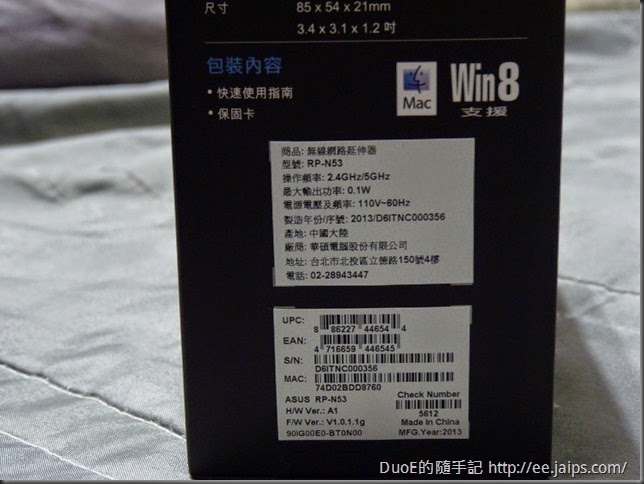 尺寸 85 x 54 x 21mm
3.4 x 3.1 x 1.2 吋
包裝內容
• 快速使用指南
• 保固卡
Mac
Win8
支援
商品: 無線網路延伸器
型號: RP-N53
操作頻率: 2.4GHz/5GHz
最大輸出功率: 0.1W
電源電壓及頻率: 110V~60Hz
製造年份/序號: 2013/D6ITNC000356
產地: 中國大陸
廠商: 華碩電腦股份有限公司
地址: 台北市北投區立德路150號4樓
電話: 02-28943447
UPC:
8 86227 44654 4
EAN:
4 716659 446545
S/N:
D6ITNC000356
MAC:
74D02BDD8760
ASUS RP-N53
Check Number
H/W Ver.: A1
5612
F/W Ver.: V1.0.1.1g
Made in China
90IG00E0-BT0N00
MFG.Year:2013
DuoE的隨手記 http://ee.jaips.com/